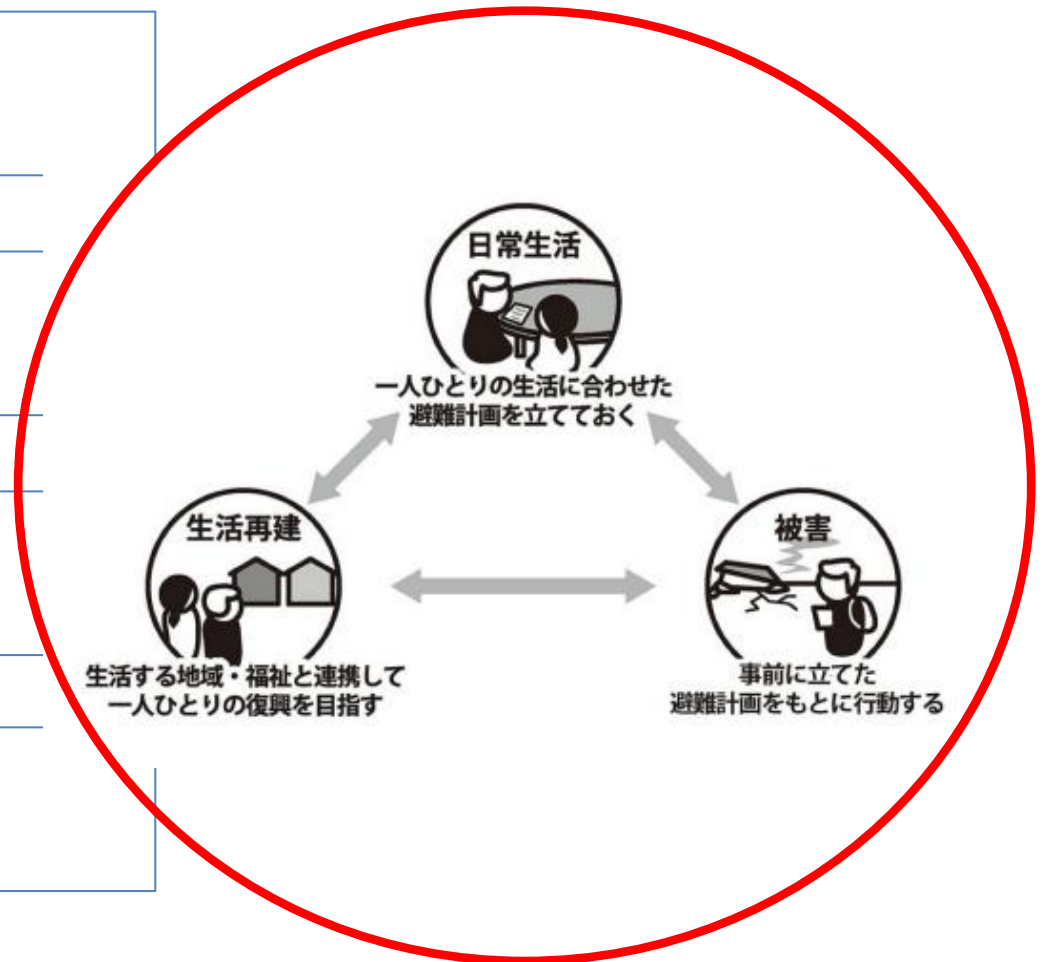 日常生活
一人ひとりの生活に合わせた
避難計画を立てておく
生活再建
生活する地域・福祉と連携して
一人ひとりの復興を目指す
被害
事前に立てた
避難計画をもとに行動する